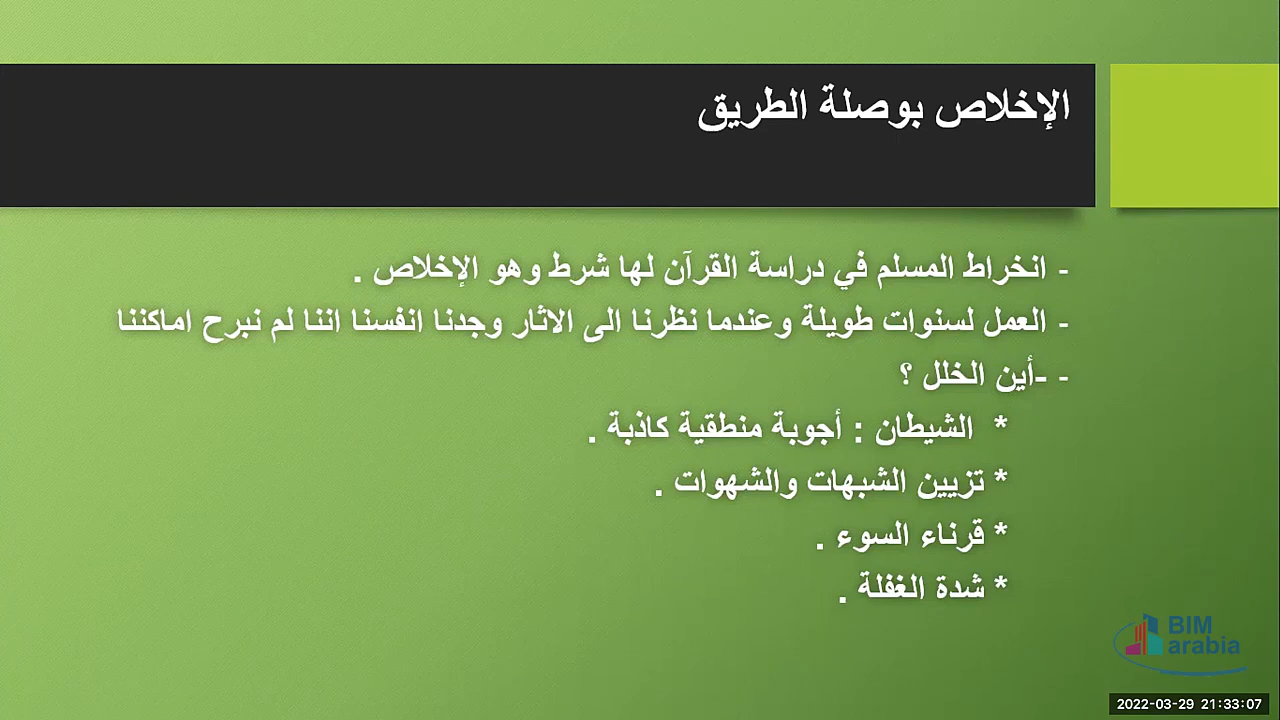 الإخلاص بوصلة الطريق
- انخراط المسلم في دراسة القرآن لها شرط وهو الإخلاص .
- العمل لسنوات طويلة وعندما نظرنا الى الاثار وجدنا انفسنا اننا لم نبرح اماكننا
- -أين الخلل ؟
* الشيطان : أجوبة منطقية كاذبة .
* تزيين الشبهات والشهوات .
* قرناء السوء .
* شدة الغفلة .
BIM
arabia
2022-03-29 21:33:07